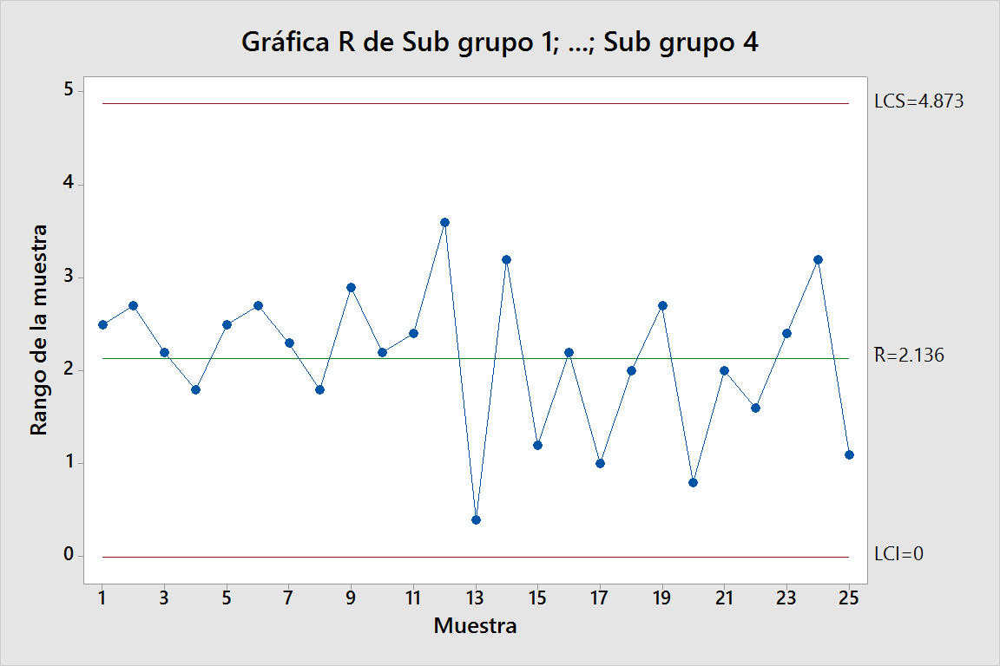 Gráfica R de Sub grupo 1; ...; Sub grupo 4
Rango de la muestra
5
4
3
2
1
0
LCS=4.873
R̅=2.136
LCI=0
1 3 5 7 9 11 13 15 17 19 21 23 25
Muestra